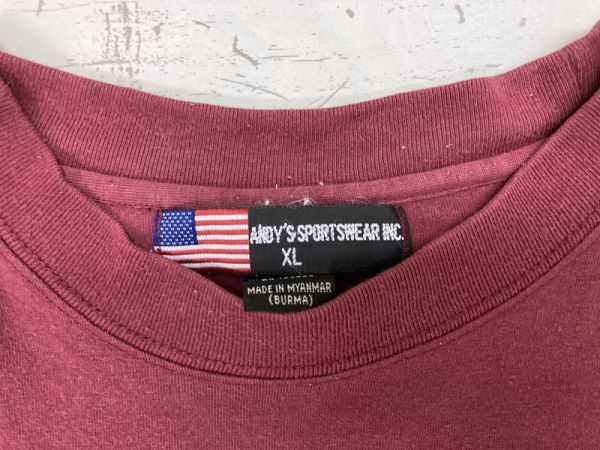 ANDY'S SPORTSWEAR INC.
XL
MADE IN MYANMAR
(BURMA)